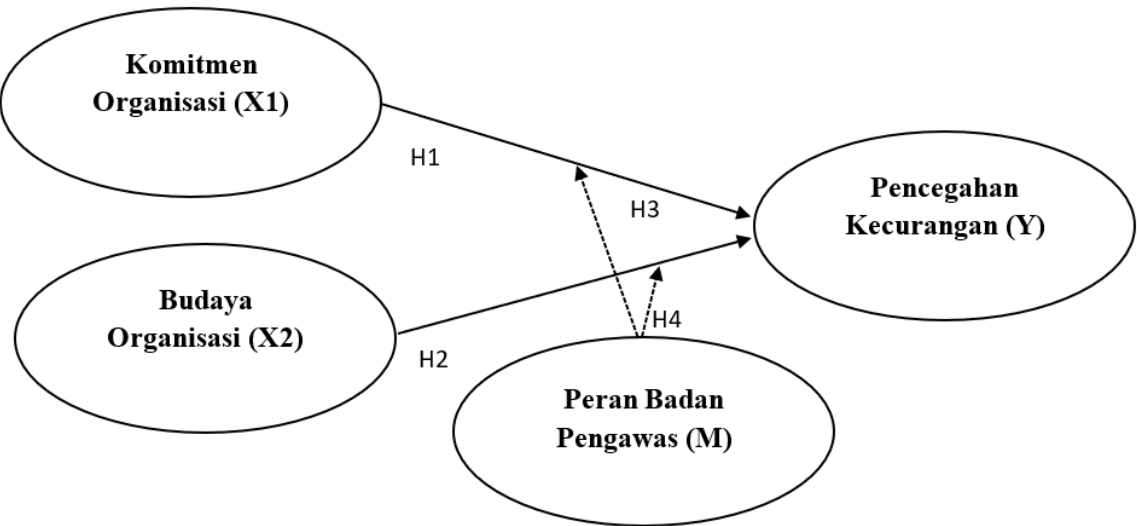 Komitmen
Organisasi (X1)
H1
H3
Pencegahan
Kecurangan (Y)
Budaya
Organisasi (X2)
H2
H4
Peran Badan
Pengawas (M)